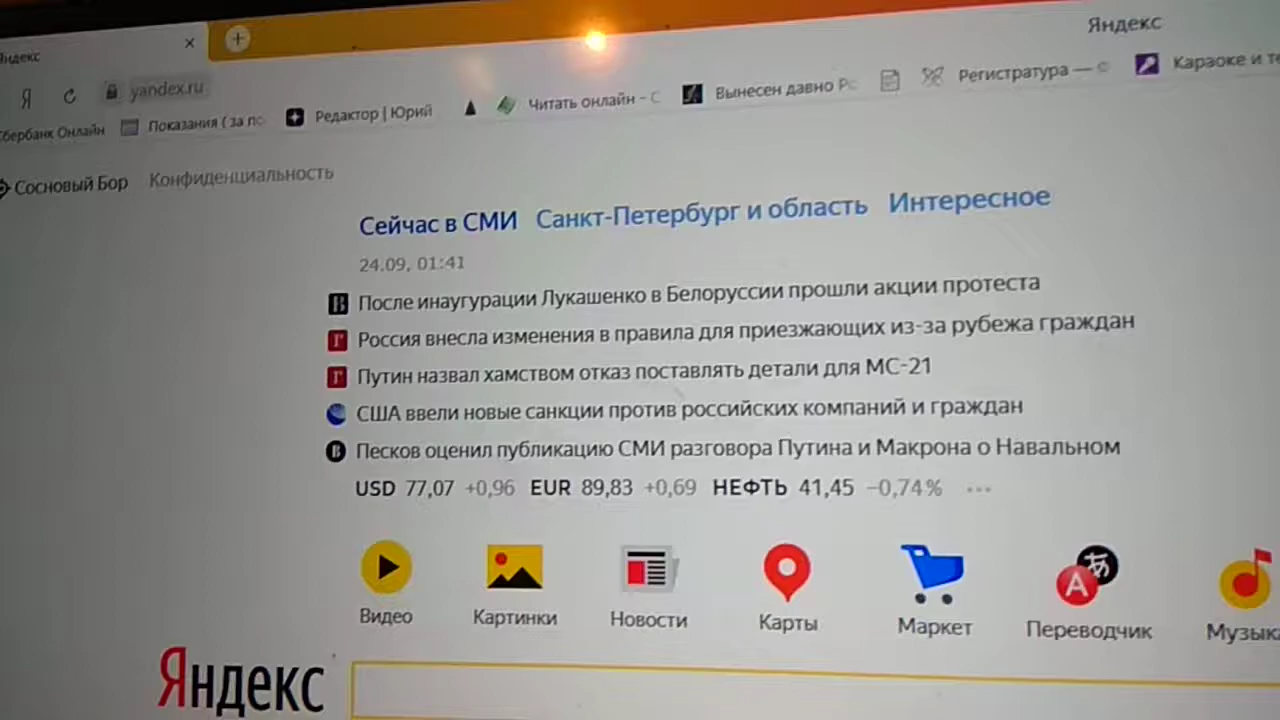 Яндекс
Яндекс
yandex.ru
Сбербанк Онлайн
Показания ( за по
Редактор | Юрий
Читать онлайн - С
Вынесен давно Ро
Регистратура — ©
Караоке и те
Сосновый Бор
Конфиденциальность
Сейчас в СМИ Санкт-Петербург и область Интересное
24.09, 01:41
После инаугурации Лукашенко в Белоруссии прошли акции протеста
Россия внесла изменения в правила для приезжающих из-за рубежа граждан
Путин назвал хамством отказ поставлять детали для МС-21
США ввели новые санкции против российских компаний и граждан
Песков оценил публикацию СМИ разговора Путина и Макрона о Навальном
USD 77,07 +0,96 EUR 89,83 +0,69 НЕФТЬ 41,45 −0,74% ...
Видео
Картинки
Новости
Карты
Маркет
Переводчик
Музыка
Яндекс